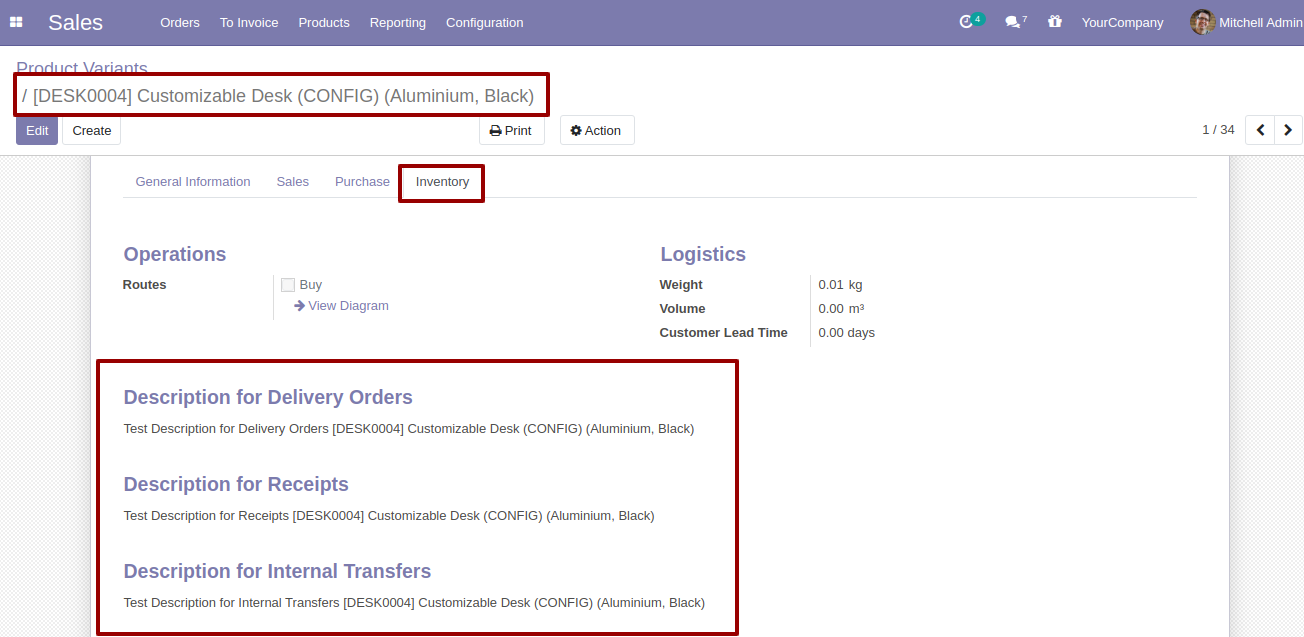 Sales Orders To Invoice Products Reporting Configuration 4 7 YourCompany Mitchell Admin
Product Variants
/ [DESK0004] Customizable Desk (CONFIG) (Aluminium, Black)
Edit Create Print Action 1 / 34
General Information Sales Purchase Inventory
Operations
Routes Buy
View Diagram
Logistics
Weight 0.01 kg
Volume 0.00 m³
Customer Lead Time 0.00 days
Description for Delivery Orders
Test Description for Delivery Orders [DESK0004] Customizable Desk (CONFIG) (Aluminium, Black)
Description for Receipts
Test Description for Receipts [DESK0004] Customizable Desk (CONFIG) (Aluminium, Black)
Description for Internal Transfers
Test Description for Internal Transfers [DESK0004] Customizable Desk (CONFIG) (Aluminium, Black)